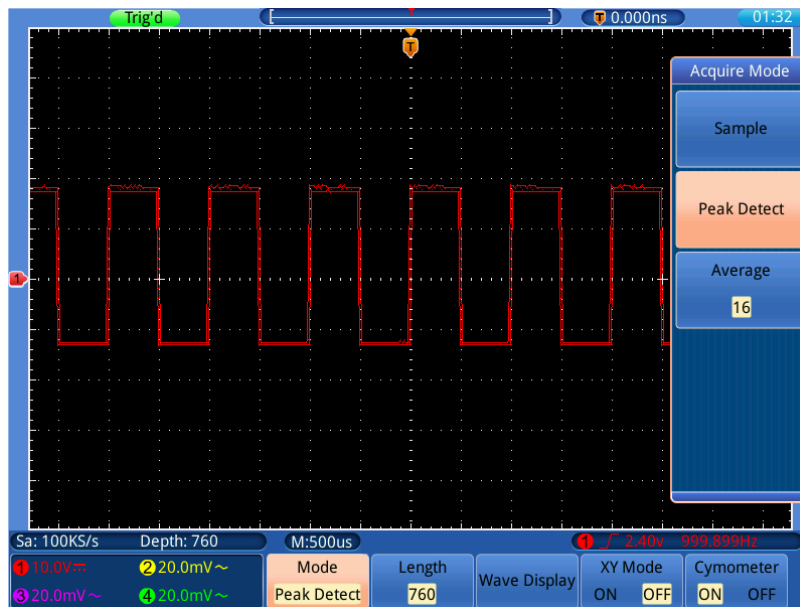 Trig'd
[ ]
T 0.000ns
01:32
T
Acquire Mode
Sample
Peak Detect
Average
16
1
Sa: 100KS/s Depth: 760 M:500us 1 2.40v 999.899Hz
1 10.0V 2 20.0mV
3 20.0mV 4 20.0mV
Mode
Peak Detect
Length
760
Wave Display
XY Mode
ON OFF
Cymometer
ON OFF